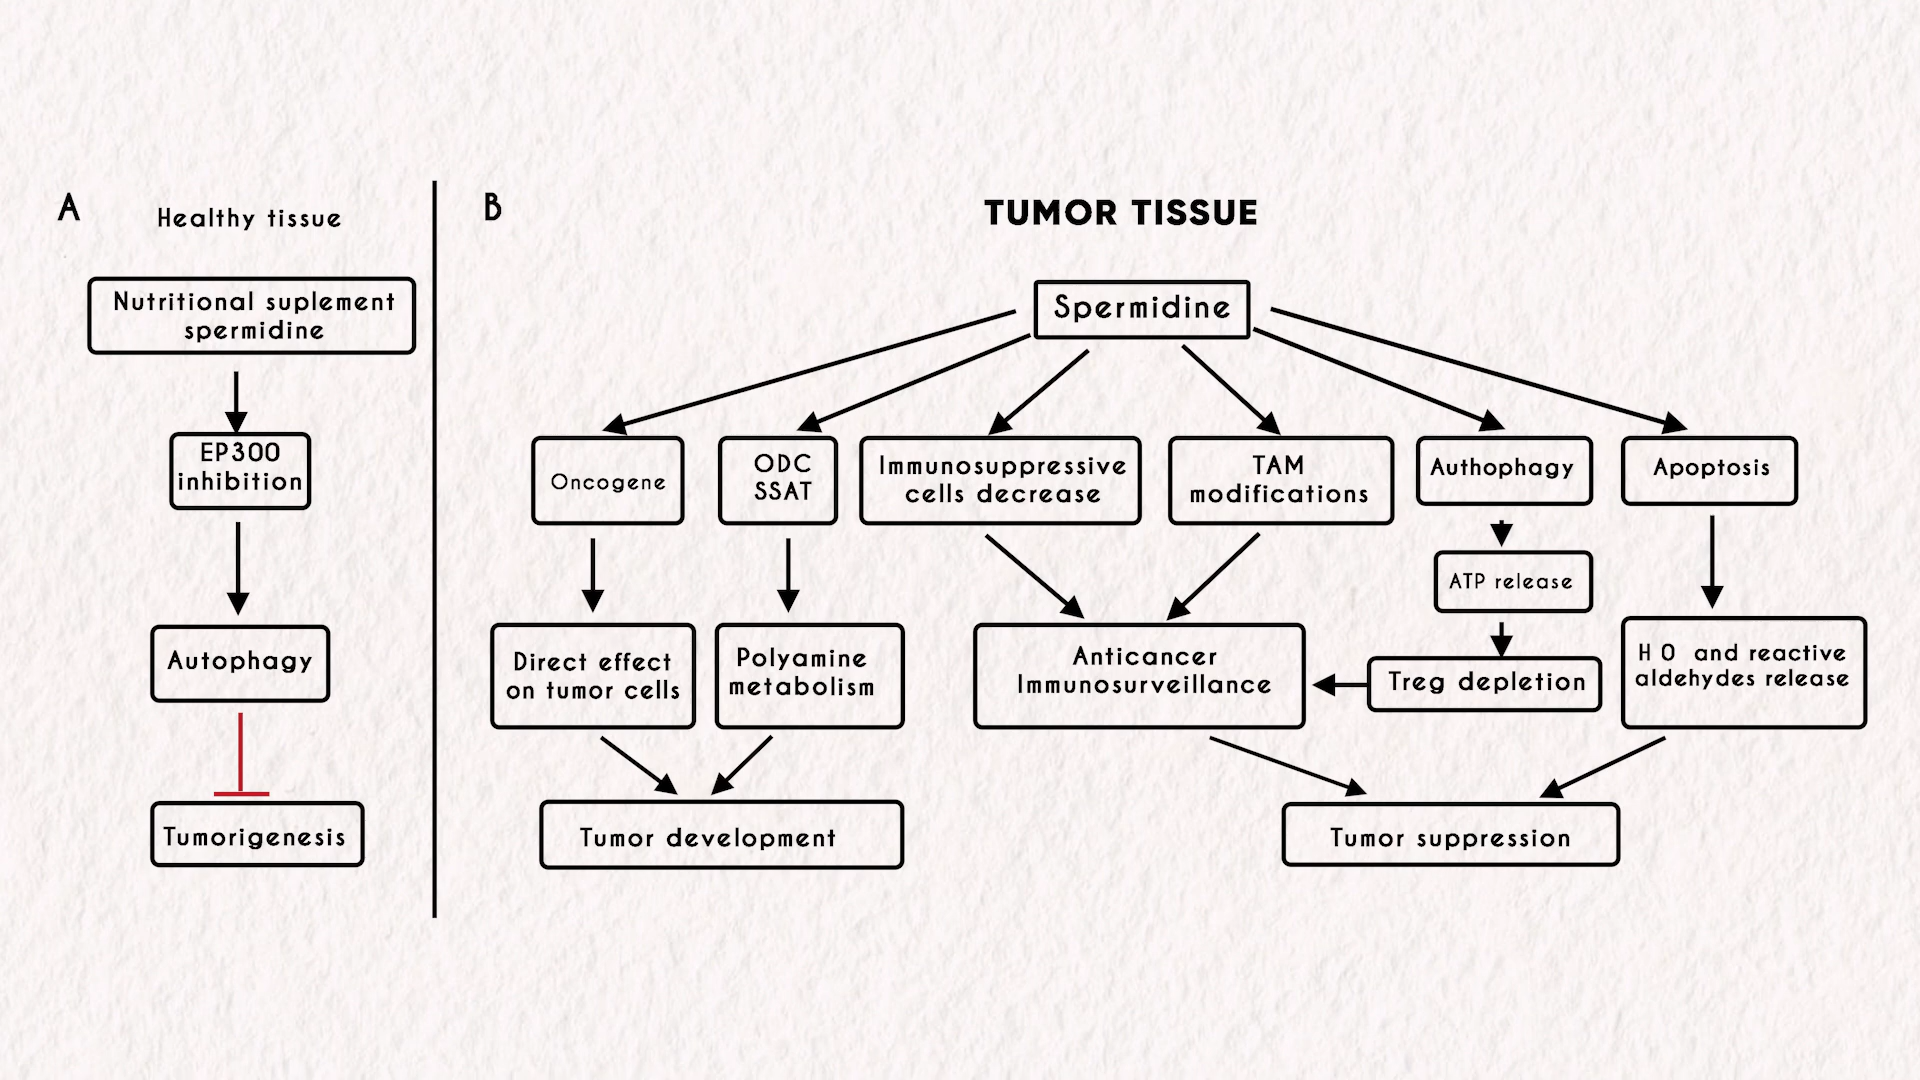 A
Healthy tissue
Nutritional suplement
spermidine
EP300
inhibition
Autophagy
Tumorigenesis
B
TUMOR TISSUE
Spermidine
Oncogene
ODC
SSAT
Immunosuppressive
cells decrease
TAM
modifications
Authophagy
Apoptosis
ATP release
Direct effect
on tumor cells
Polyamine
metabolism
Anticancer
Immunosurveillance
Treg depletion
H O and reactive
aldehydes release
Tumor development
Tumor suppression